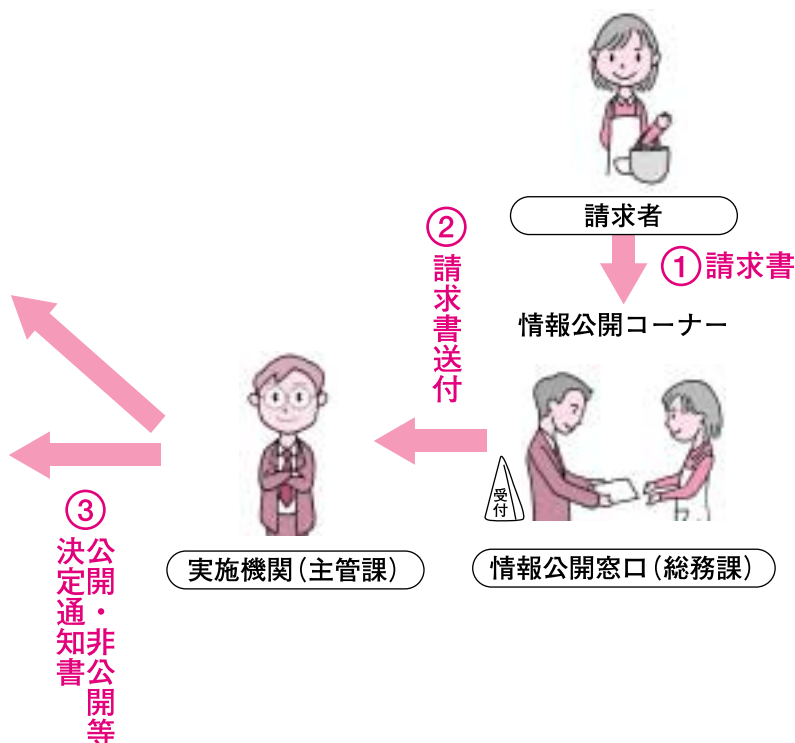 請求者
①請求書
情報公開コーナー
②請求書送付
受付
情報公開窓口（総務課）
実施機関（主管課）
③公開・非公開等
決定通知書